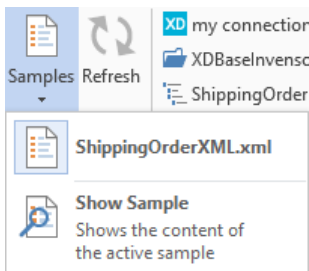 XD my connection
XDBaseInvensc
Samples Refresh
ShippingOrder
ShippingOrderXML.xml
Show Sample
Shows the content of
the active sample